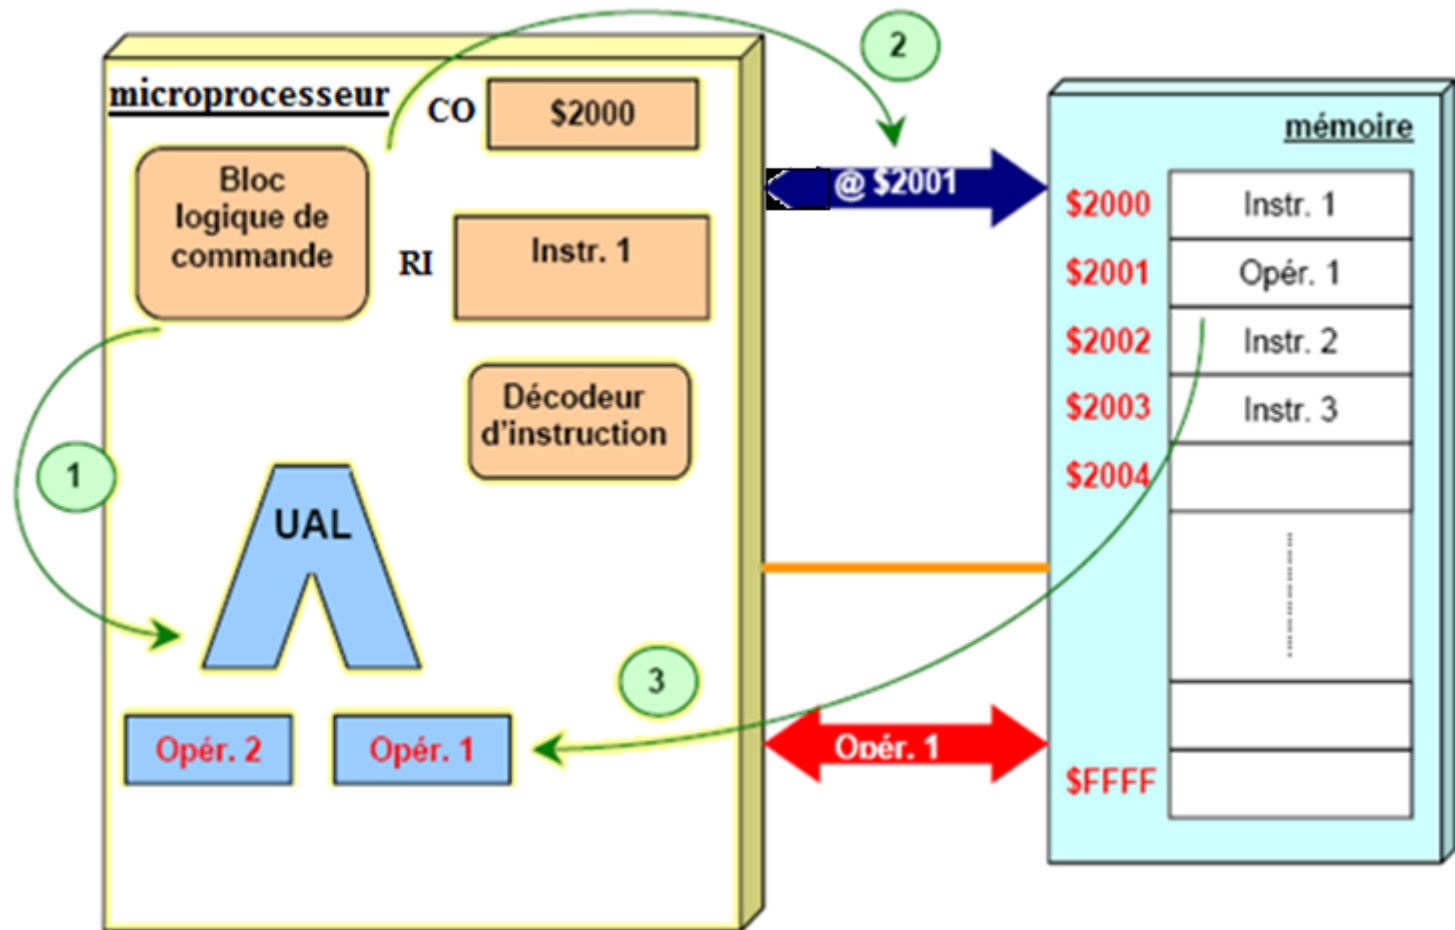 microprocesseur
CO
$2000
2
Bloc
logique de
commande
RI
Instr. 1
@ $2001
mémoire
$2000
Instr. 1
$2001
Opér. 1
$2002
Instr. 2
$2003
Instr. 3
$2004
Décodeur
d'instruction
1
UAL
3
Opér. 2
Opér. 1
Opér. 1
$FFFF